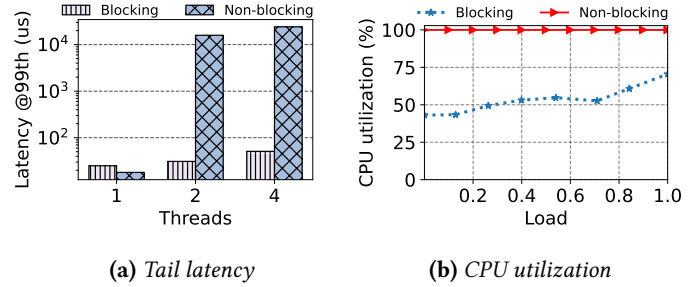 Blocking Non-blocking
Latency @99th (us)
10^4
10^3
10^2
1 2 4
Threads
(a) Tail latency
Blocking Non-blocking
CPU utilization (%)
100
75
50
25
0
0.2 0.4 0.6 0.8 1.0
Load
(b) CPU utilization